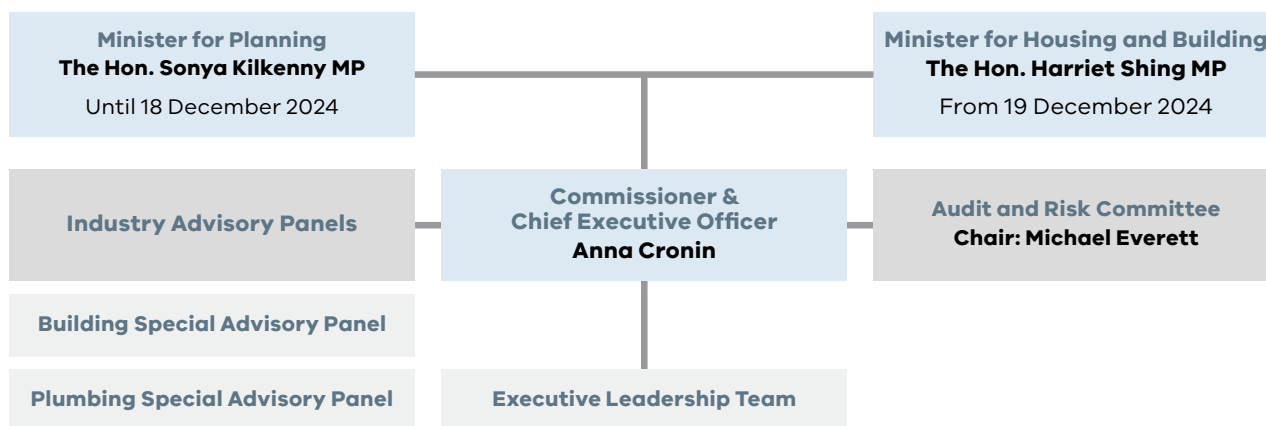 Minister for Planning
The Hon. Sonya Kilkenny MP
Until 18 December 2024
Minister for Housing and Building
The Hon. Harriet Shing MP
From 19 December 2024
Industry Advisory Panels
Commissioner &
Chief Executive Officer
Anna Cronin
Audit and Risk Committee
Chair: Michael Everett
Building Special Advisory Panel
Plumbing Special Advisory Panel
Executive Leadership Team